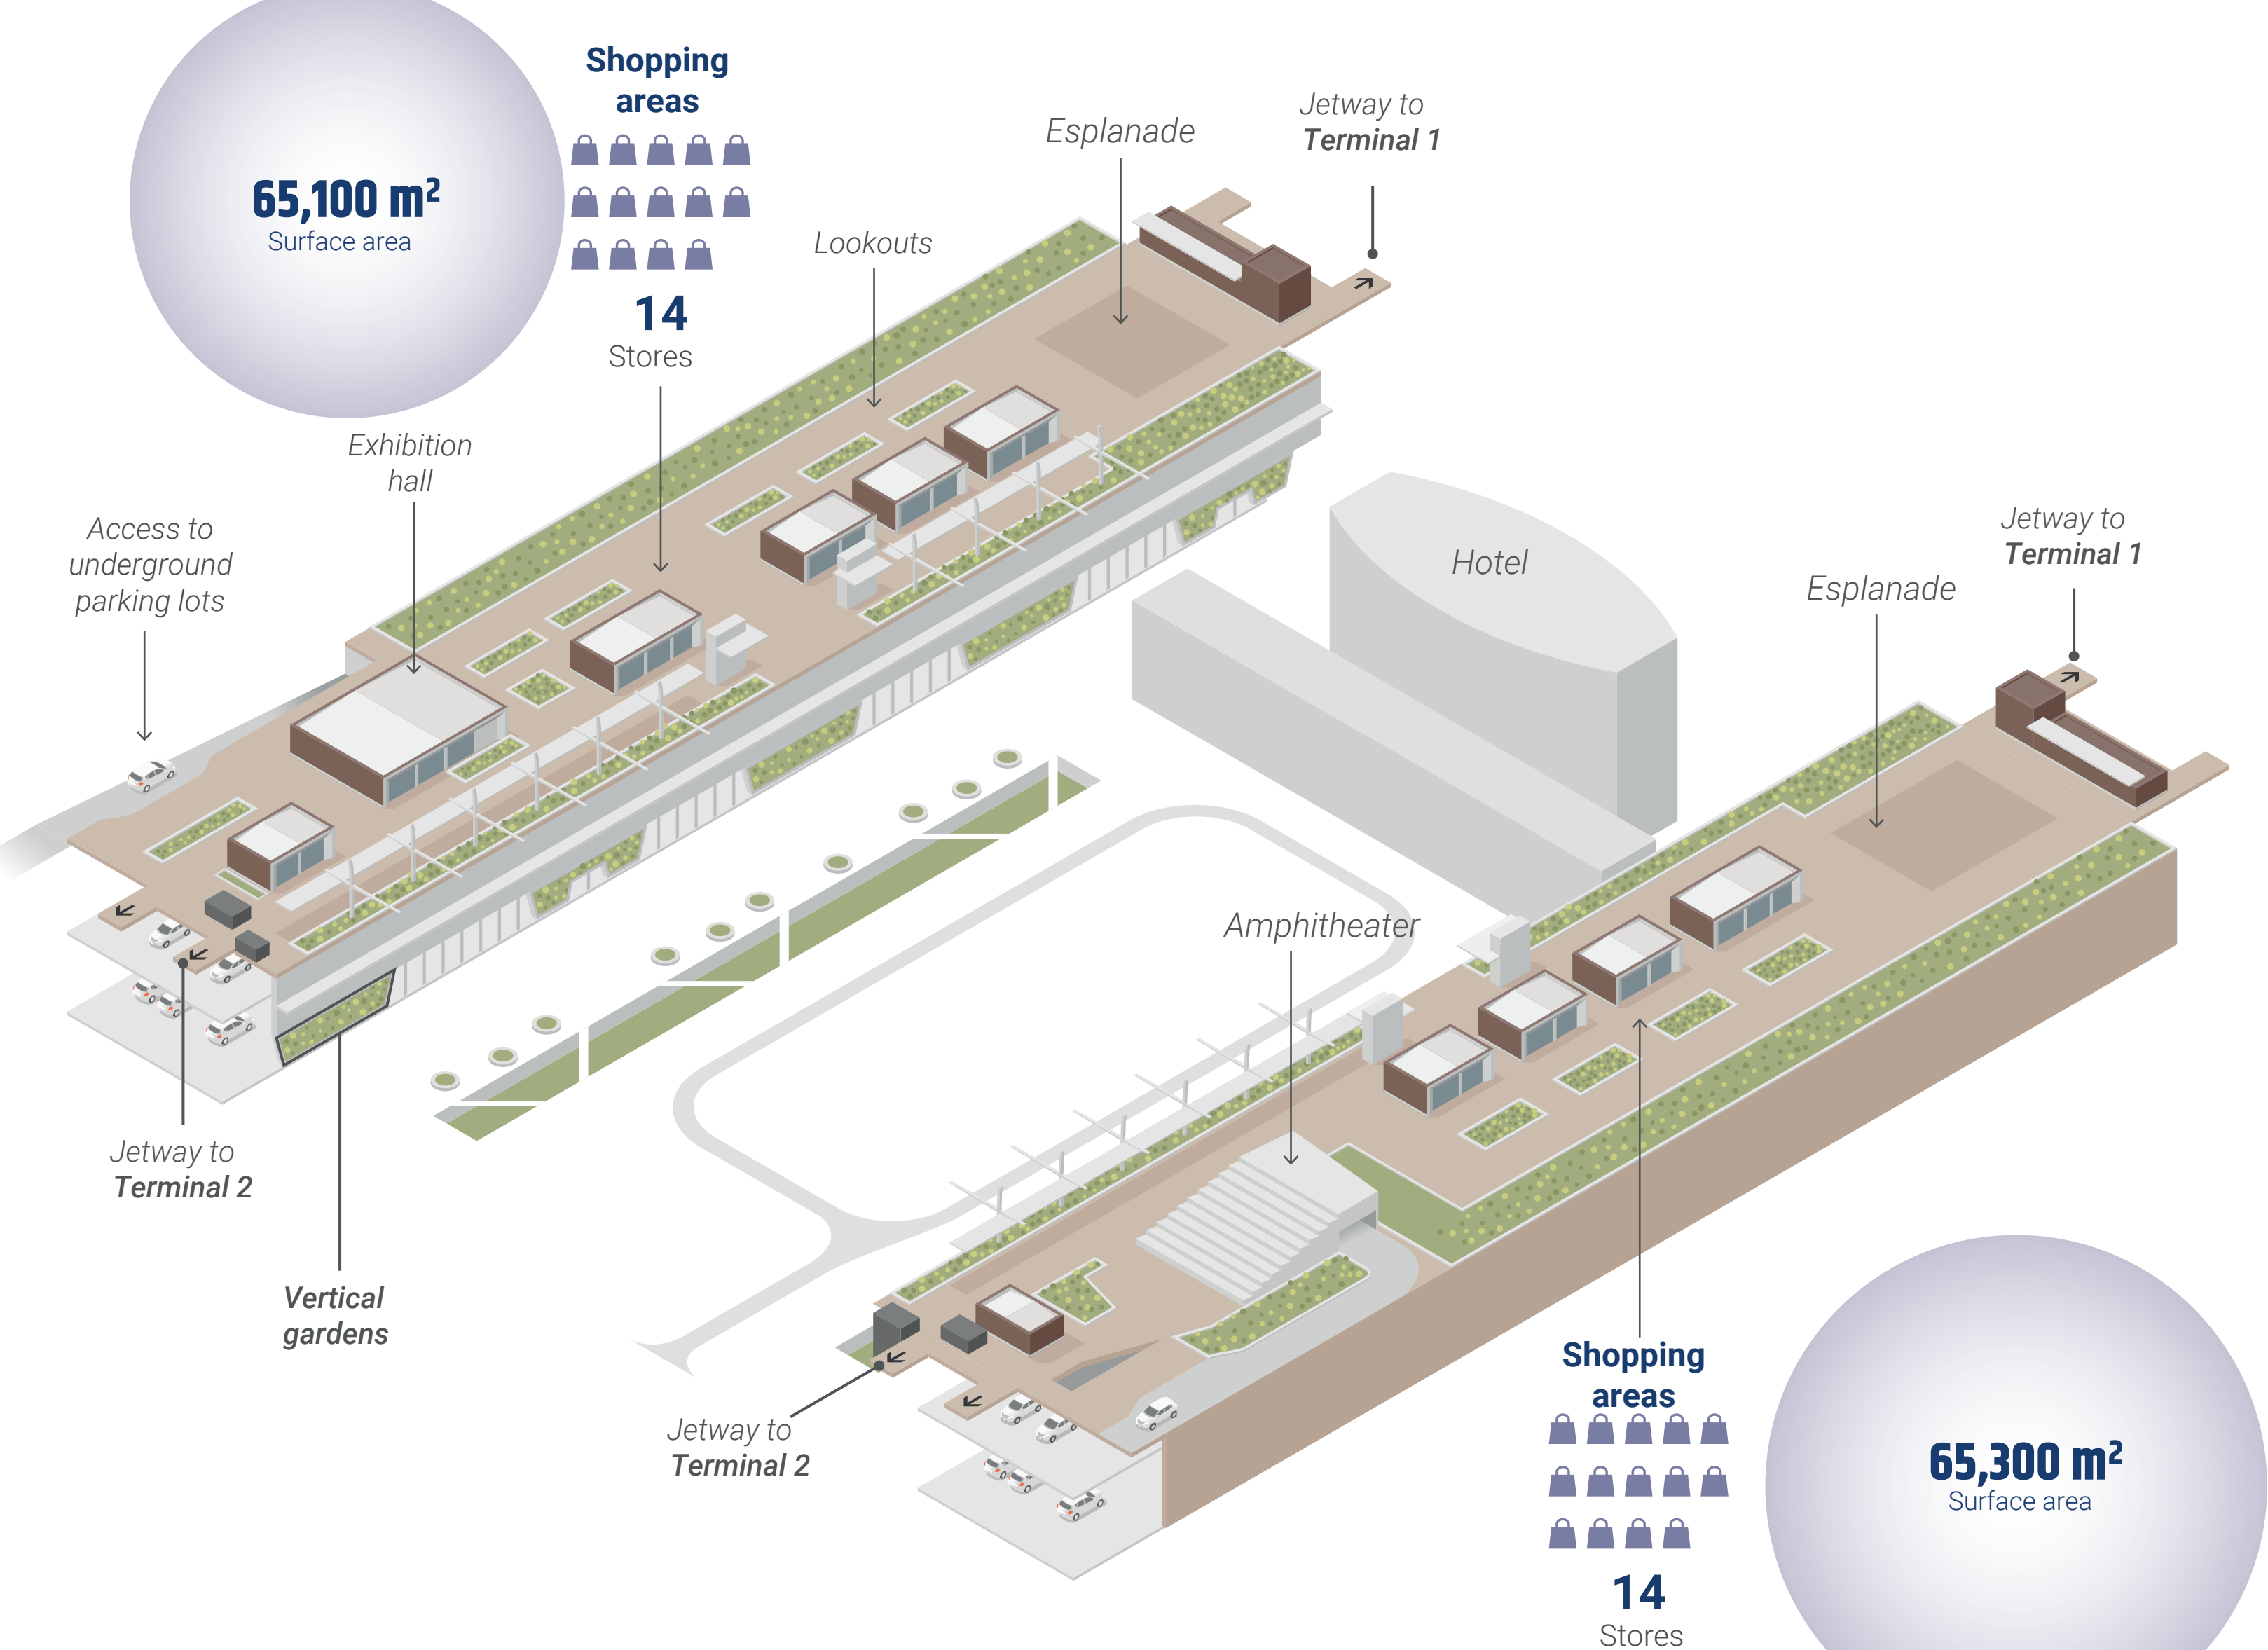 Shopping
areas
65,100 m²
Surface area
14
Stores
Esplanade
Jetway to
Terminal 1
Lookouts
Exhibition
hall
Access to
underground
parking lots
Hotel
Jetway to
Terminal 1
Esplanade
Amphitheater
Jetway to
Terminal 2
Vertical
gardens
Jetway to
Terminal 2
Shopping
areas
65,300 m²
Surface area
14
Stores